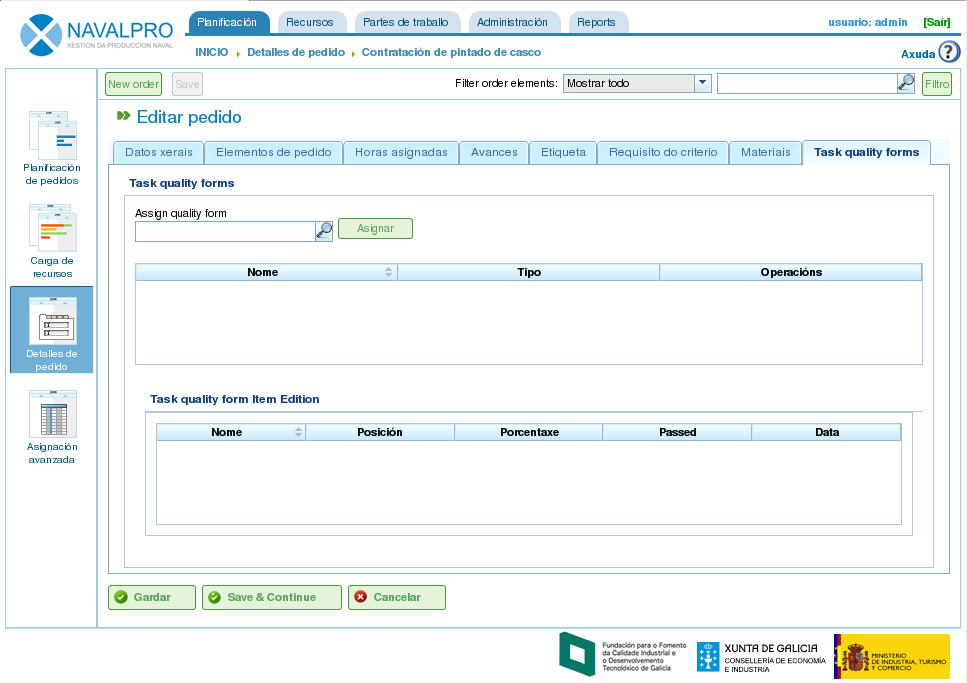 NAVALPRO
XESTION DA PRODUCCION NAVAL
Planificación
Recursos
Partes de traballo
Administración
Reports
usuario: admin [Saír]
INICIO Detalles de pedido Contratación de pintado de casco
Axuda
New order
Save
Filter order elements:
Mostrar todo
Filtro
Planificación
de pedidos
Carga de
recursos
Detalles de
pedido
Asignación
avanzada
Editar pedido
Datos xerais
Elementos de pedido
Horas asignadas
Avances
Etiqueta
Requisito do criterio
Materiais
Task quality forms
Task quality forms
Assign quality form
Asignar
Nome Tipo Operacións
Task quality form Item Edition
Nome Posición Porcentaxe Passed Data
Gardar
Save & Continue
Cancelar
Fundación para o Fomento
da Calidade Industrial e
o Desenvolvemento
Tecnolóxico de Galicia
XUNTA DE GALICIA
CONSELLERÍA DE ECONOMÍA
E INDUSTRIA
MINISTERIO
DE INDUSTRIA, TURISMO
Y COMERCIO